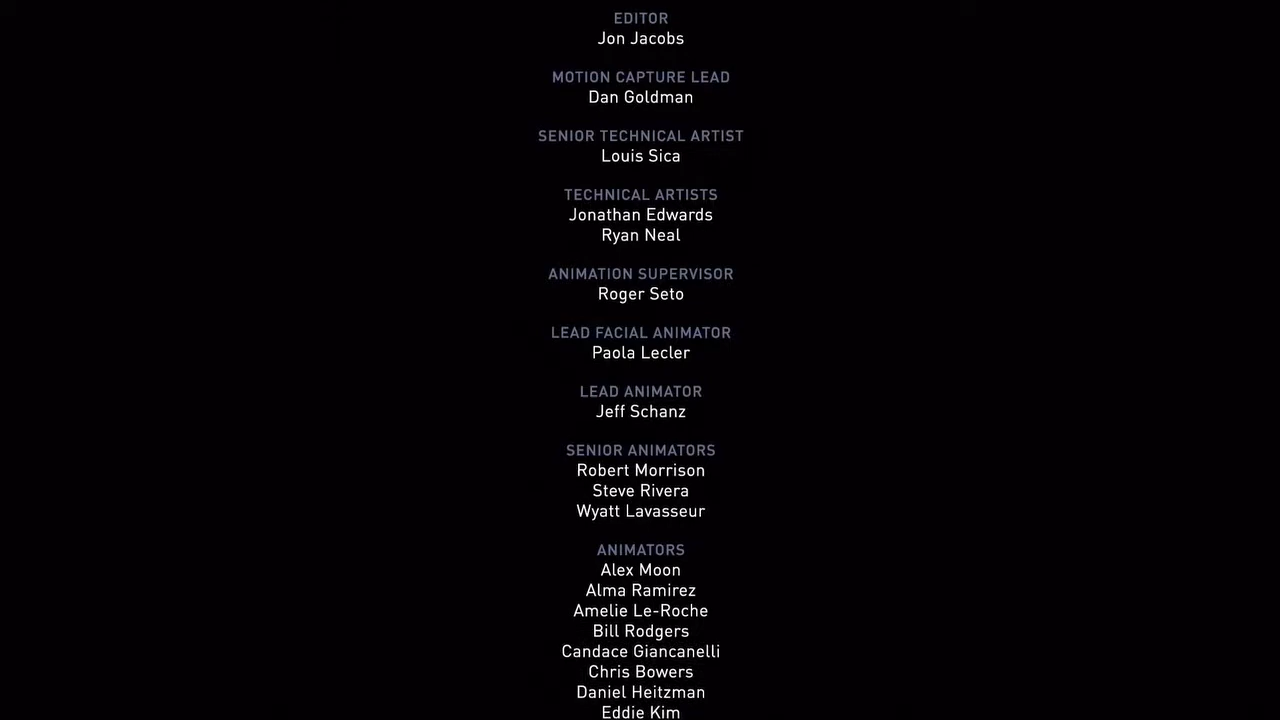 EDITOR
Jon Jacobs
MOTION CAPTURE LEAD
Dan Goldman
SENIOR TECHNICAL ARTIST
Louis Sica
TECHNICAL ARTISTS
Jonathan Edwards
Ryan Neal
ANIMATION SUPERVISOR
Roger Seto
LEAD FACIAL ANIMATOR
Paola Lecler
LEAD ANIMATOR
Jeff Schanz
SENIOR ANIMATORS
Robert Morrison
Steve Rivera
Wyatt Lavasseur
ANIMATORS
Alex Moon
Alma Ramirez
Amelie Le-Roche
Bill Rodgers
Candace Giancanelli
Chris Bowers
Daniel Heitzman
Eddie Kim